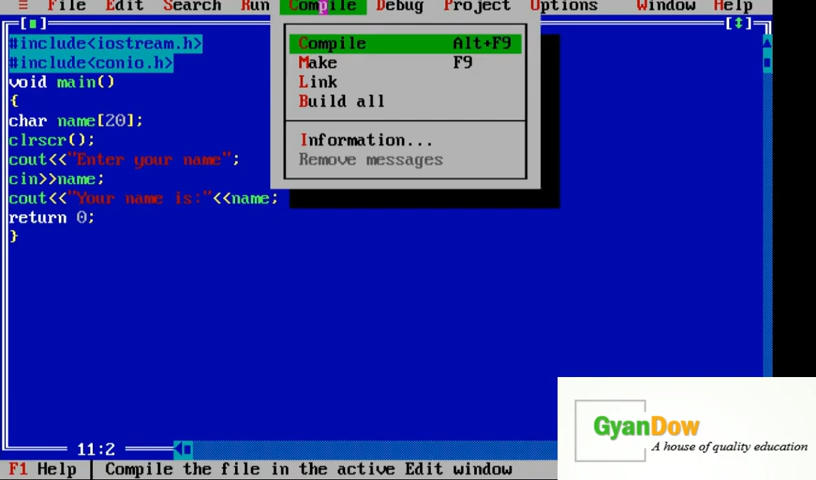 ≡ File Edit Search Run Compile Debug Project Options Window Help
#include<iostream.h>
#include<conio.h>
void main()
{
char name[20];
clrscr();
cout<<"Enter your name";
cin>>name;
cout<<"Your name is:"<<name;
return 0;
}
Compile Alt+F9
Make F9
Link
Build all
Information...
Remove messages
11:2
F1 Help | Compile the file in the active Edit window
GyanDow
A house of quality education